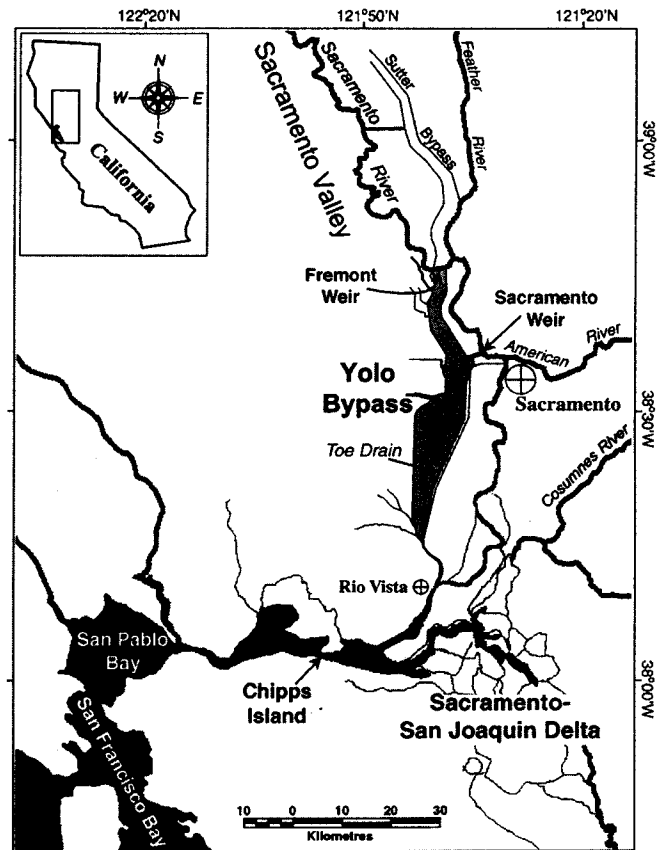 122°20'N
121°50'N
121°20'N
N
W
E
S
California
Sacramento Valley
Sacramento
River
Sutter
Bypass
Feather
River
39°00'W
Fremont
Weir
Sacramento
Weir
American
River
Yolo
Bypass
Sacramento
38°30'W
Toe Drain
Cosumnes River
Rio Vista
San Pablo
Bay
Chipps
Island
Sacramento-
San Joaquin Delta
38°00'W
San Francisco Bay
10 0 10 20 30
Kilometres